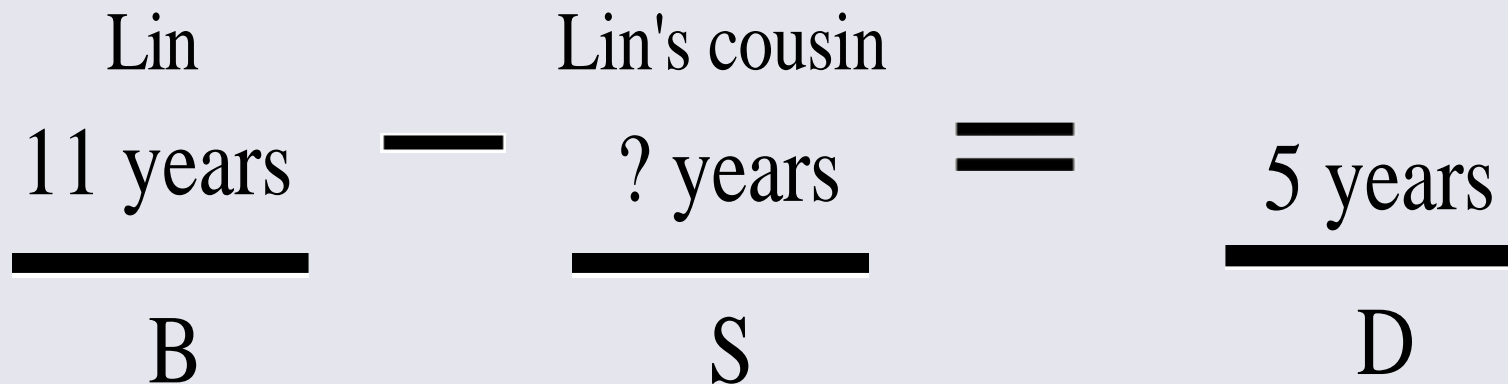 Lin Lin's cousin
11 years − ? years = 5 years
B S D